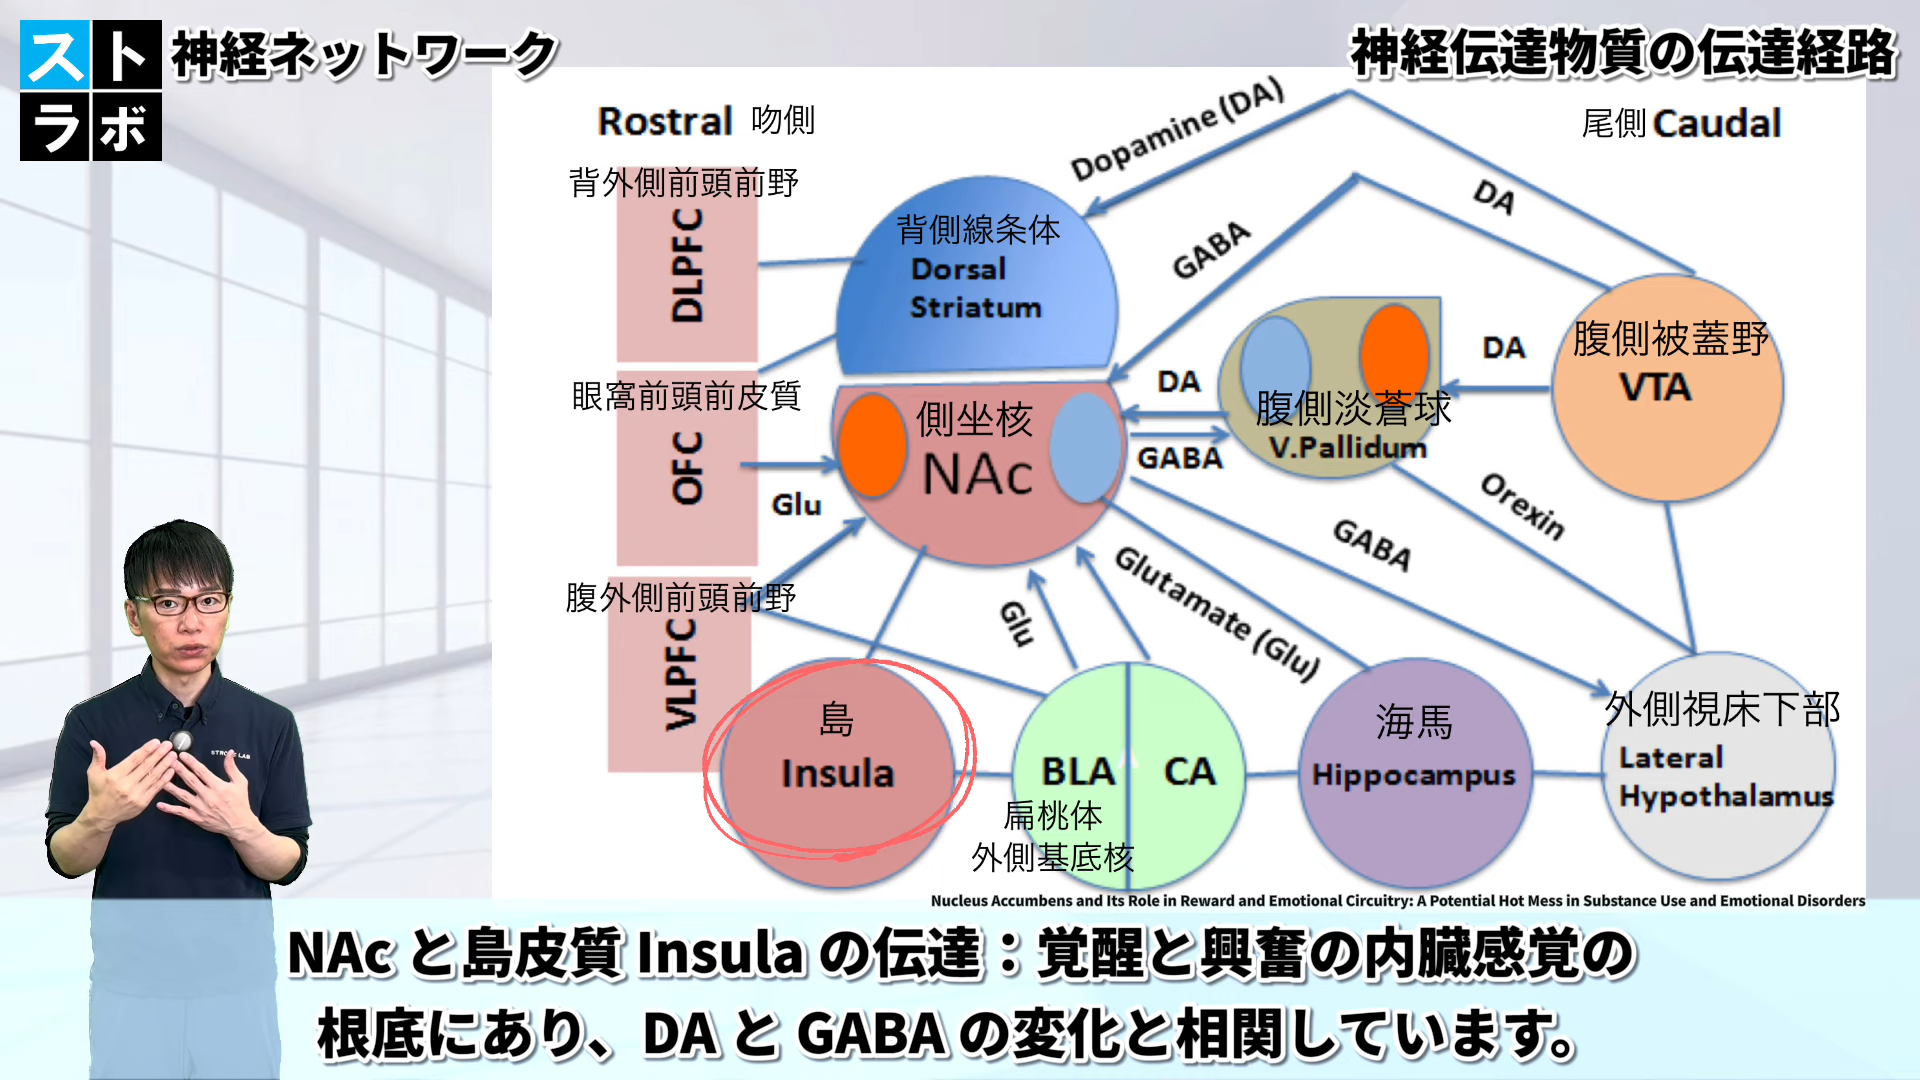 スト
ラボ
神経ネットワーク
神経伝達物質の伝達経路
Rostral 吻側
尾側 Caudal
Dopamine (DA)
DA
GABA
背外側前頭前野
DLPFC
背側線条体
Dorsal
Striatum
眼窩前頭前皮質
OFC
Glu
側坐核
NAc
DA
GABA
腹側淡蒼球
V.Pallidum
DA
腹側被蓋野
VTA
Orexin
GABA
Glutamate (Glu)
Glu
腹外側前頭前野
VLPFC
島
Insula
BLA
CA
扁桃体
外側基底核
海馬
Hippocampus
外側視床下部
Lateral
Hypothalamus
STROKE LAB
Nucleus Accumbens and Its Role in Reward and Emotional Circuitry: A Potential Hot Mess in Substance Use and Emotional Disorders
NAc と島皮質 Insula の伝達：覚醒と興奮の内臓感覚の
根底にあり、DA と GABA の変化と相関しています。